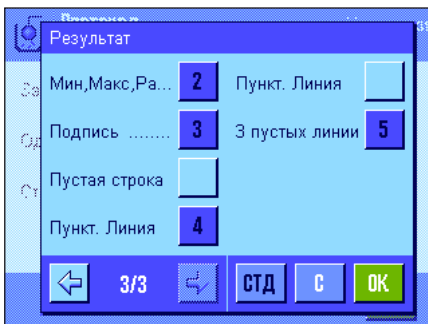 Результат
Мин,Макс,Ра... 2 Пункт. Линия
Подпись ........ 3 3 пустых линии 5
Пустая строка
Пункт. Линия 4
3/3 СТД C OK